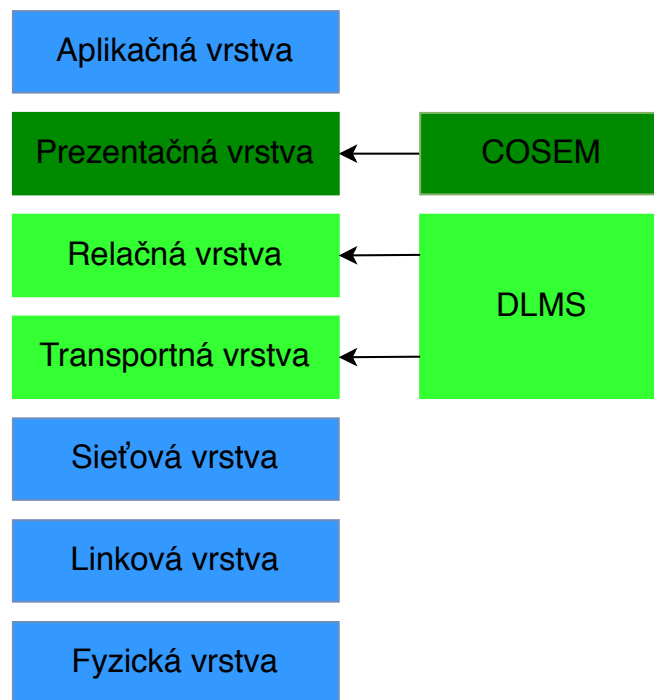 Aplikačná vrstva
Prezentačná vrstva
COSEM
Relačná vrstva
DLMS
Transportná vrstva
Sieťová vrstva
Linková vrstva
Fyzická vrstva